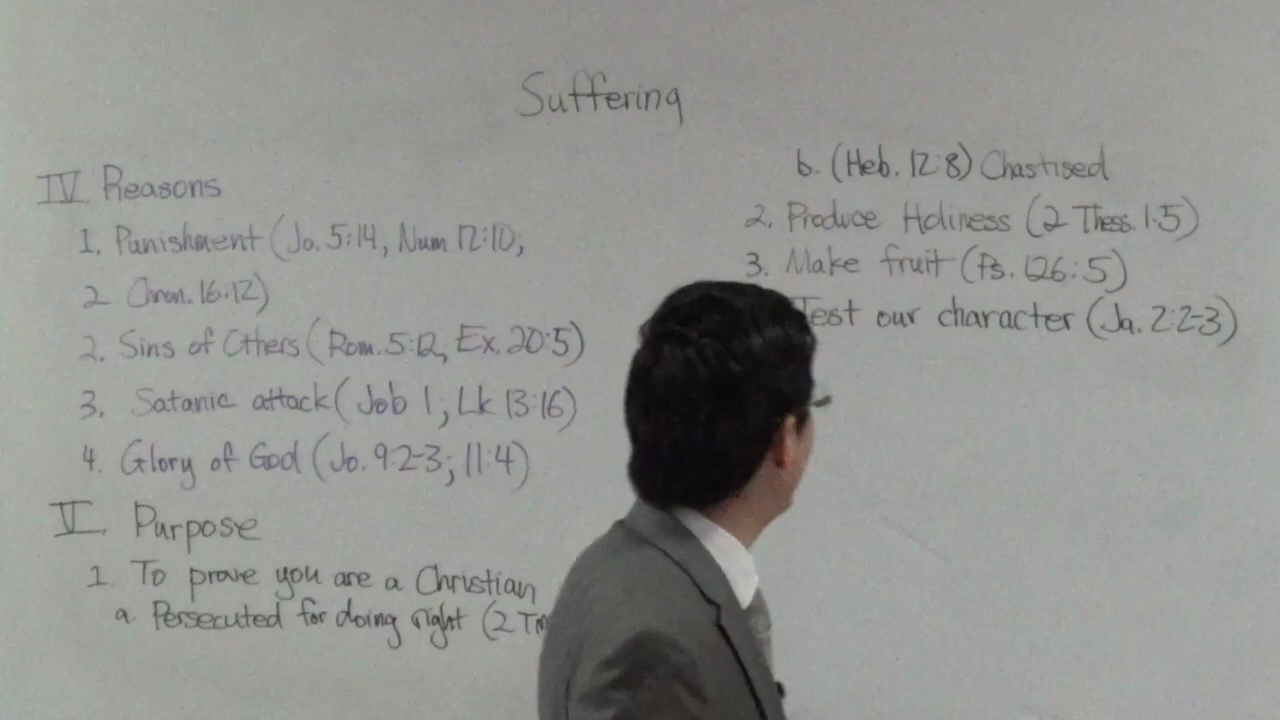 Suffering
IV Reasons
1. Punishment (Jo. 5:14, Num 12:10,
2 Chron. 16:12)
2. Sins of Others (Rom. 5:12, Ex. 20:5)
3. Satanic attack (Job 1, Lk 13:16)
4. Glory of God (Jo. 9:2-3; 11:4)
V. Purpose
1. To prove you are a Christian
a. Persecuted for doing right (2 Tm
b. (Heb. 12:8) Chastised
2. Produce Holiness (2 Thess. 1:5)
3. Make fruit (Ps. 126:5)
Test our character (Ja. 2:2-3)